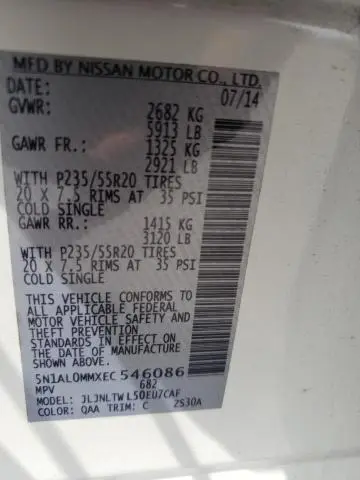 MFD BY NISSAN MOTOR CO., LTD.
DATE: 07/14
GVWR: 2682 KG
5913 LB
GAWR FR.: 1325 KG
2921 LB
WITH P235/55R20 TIRES
20 X 7.5 RIMS AT 35 PSI
COLD SINGLE
GAWR RR.: 1415 KG
3120 LB
WITH P235/55R20 TIRES
20 X 7.5 RIMS AT 35 PSI
COLD SINGLE
THIS VEHICLE CONFORMS TO
ALL APPLICABLE FEDERAL
MOTOR VEHICLE SAFETY AND
THEFT PREVENTION
STANDARDS IN EFFECT ON
THE DATE OF MANUFACTURE
SHOWN ABOVE.
5N1AL0MMXEC546086
MPV 682
MODEL: JLJNLTWL50EU7CAF
COLOR: QAA TRIM: C 2S30A